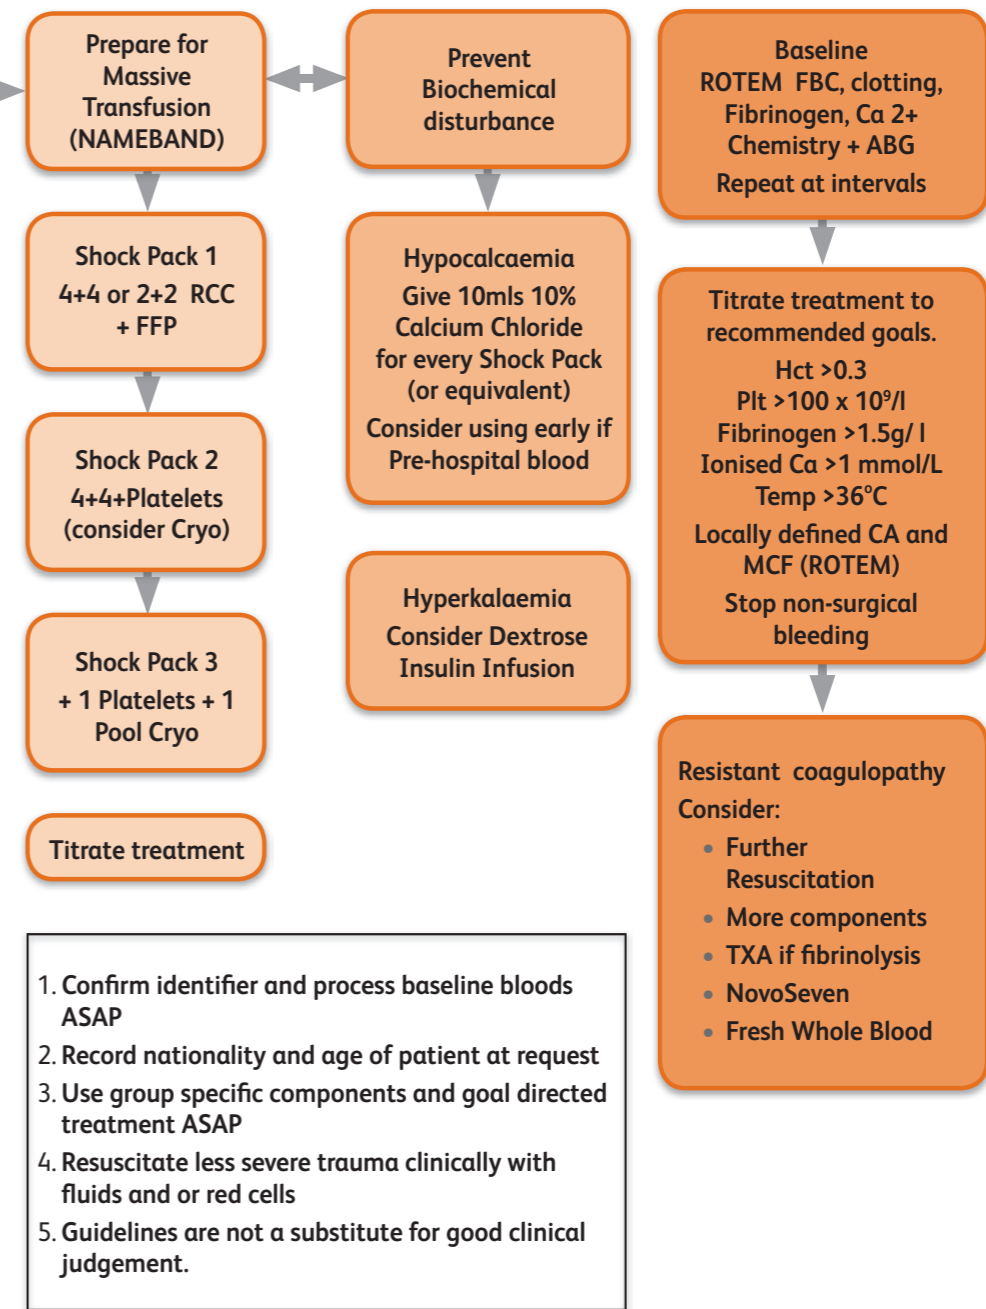 Prepare for
Massive
Transfusion
(NAMEBAND)
Shock Pack 1
4+4 or 2+2 RCC
+ FFP
Shock Pack 2
4+4+Platelets
(consider Cryo)
Shock Pack 3
+ 1 Platelets + 1
Pool Cryo
Titrate treatment
Prevent
Biochemical
disturbance
Hypocalcaemia
Give 10mls 10%
Calcium Chloride
for every Shock Pack
(or equivalent)
Consider using early if
Pre-hospital blood
Hyperkalaemia
Consider Dextrose
Insulin Infusion
Baseline
ROTEM FBC, clotting,
Fibrinogen, Ca 2+
Chemistry + ABG
Repeat at intervals
Titrate treatment to
recommended goals.
Hct >0.3
Plt >100 x 10⁹/l
Fibrinogen >1.5g/ l
Ionised Ca >1 mmol/L
Temp >36°C
Locally defined CA and
MCF (ROTEM)
Stop non-surgical
bleeding
Resistant coagulopathy
Consider:
• Further
Resuscitation
• More components
• TXA if fibrinolysis
• NovoSeven
• Fresh Whole Blood
1. Confirm identifier and process baseline bloods
ASAP
2. Record nationality and age of patient at request
3. Use group specific components and goal directed
treatment ASAP
4. Resuscitate less severe trauma clinically with
fluids and or red cells
5. Guidelines are not a substitute for good clinical
judgement.